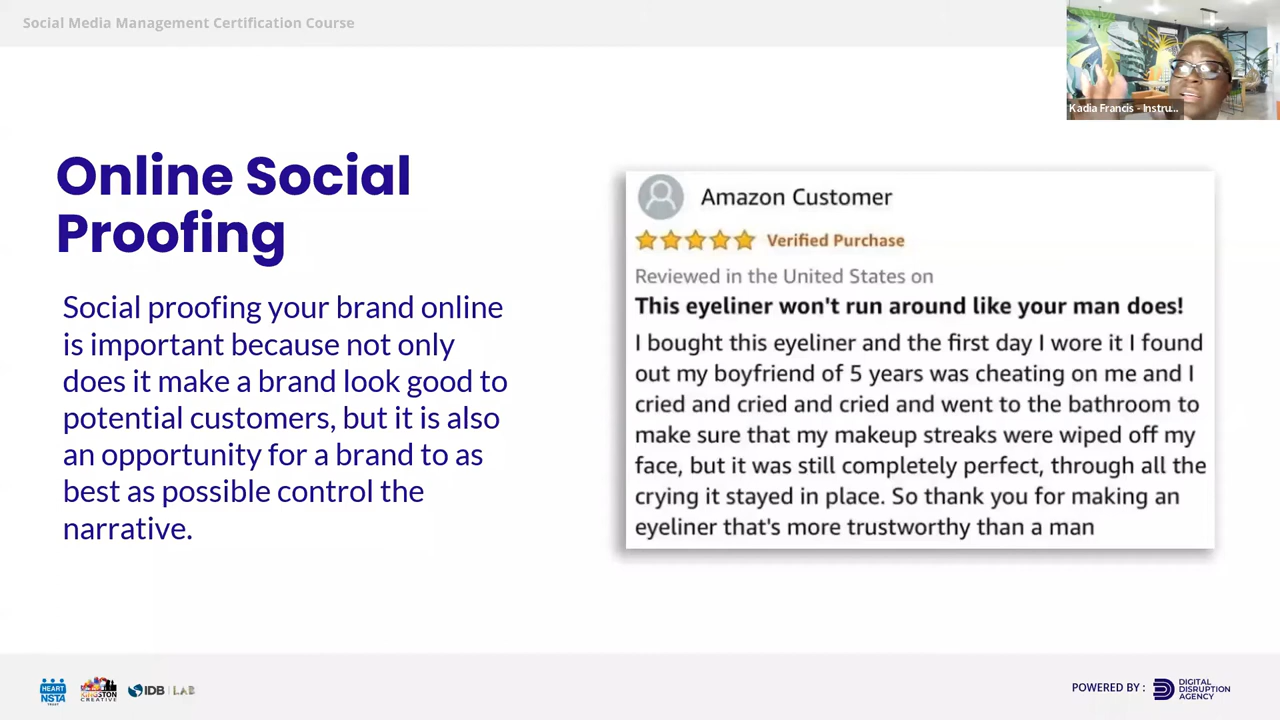 Social Media Management Certification Course
Kadia Francis - Instru...
Online Social
Proofing
Social proofing your brand online
is important because not only
does it make a brand look good to
potential customers, but it is also
an opportunity for a brand to as
best as possible control the
narrative.
Amazon Customer
Verified Purchase
Reviewed in the United States on
This eyeliner won't run around like your man does!
I bought this eyeliner and the first day I wore it I found
out my boyfriend of 5 years was cheating on me and I
cried and cried and cried and went to the bathroom to
make sure that my makeup streaks were wiped off my
face, but it was still completely perfect, through all the
crying it stayed in place. So thank you for making an
eyeliner that's more trustworthy than a man
HEART
NSTA
TRUST
KINGSTON
CREATIVE
IDB | LAB
POWERED BY :
DIGITAL
DISRUPTION
AGENCY